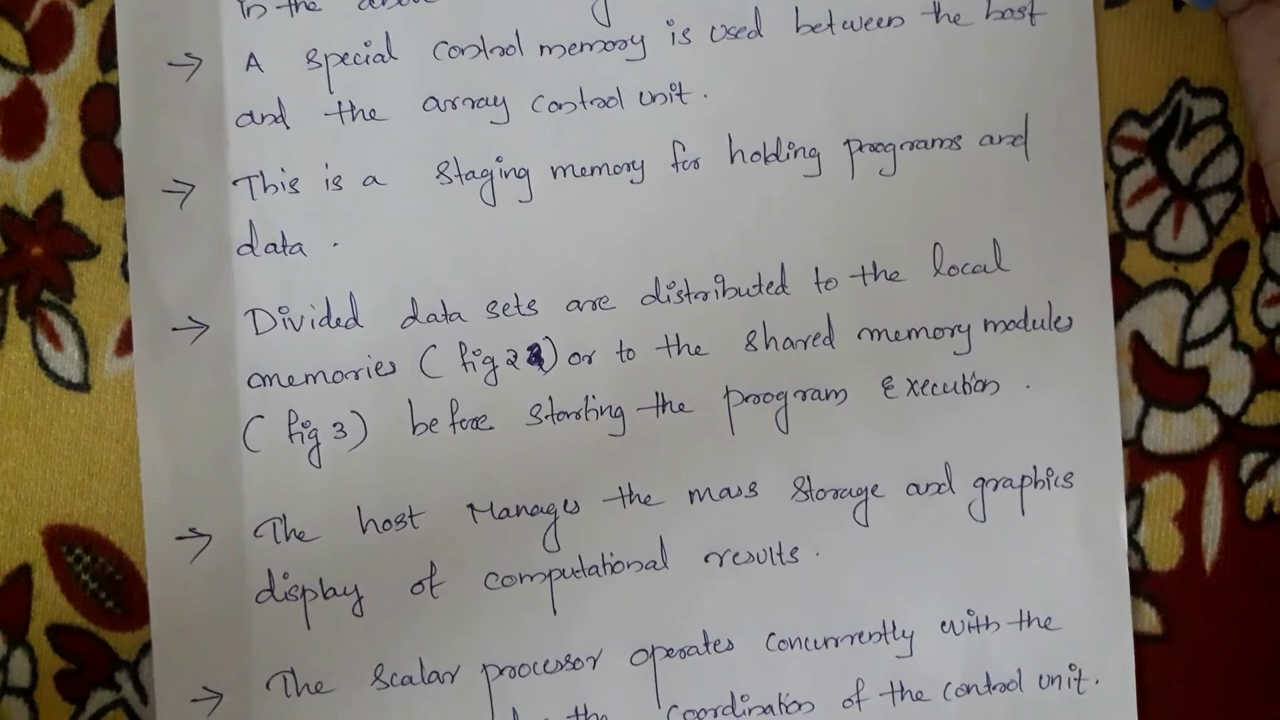 in the
→ A special control memory is used between the host
and the array control unit.
→ This is a staging memory for holding programs and
data.
→ Divided data sets are distributed to the local
memories (fig 2) or to the shared memory modules
(fig 3) before starting the program Execution.
→ The host Manages the mass storage and graphics
display of computational results.
→ The scalar processor operates concurrently with the
the coordination of the control unit.